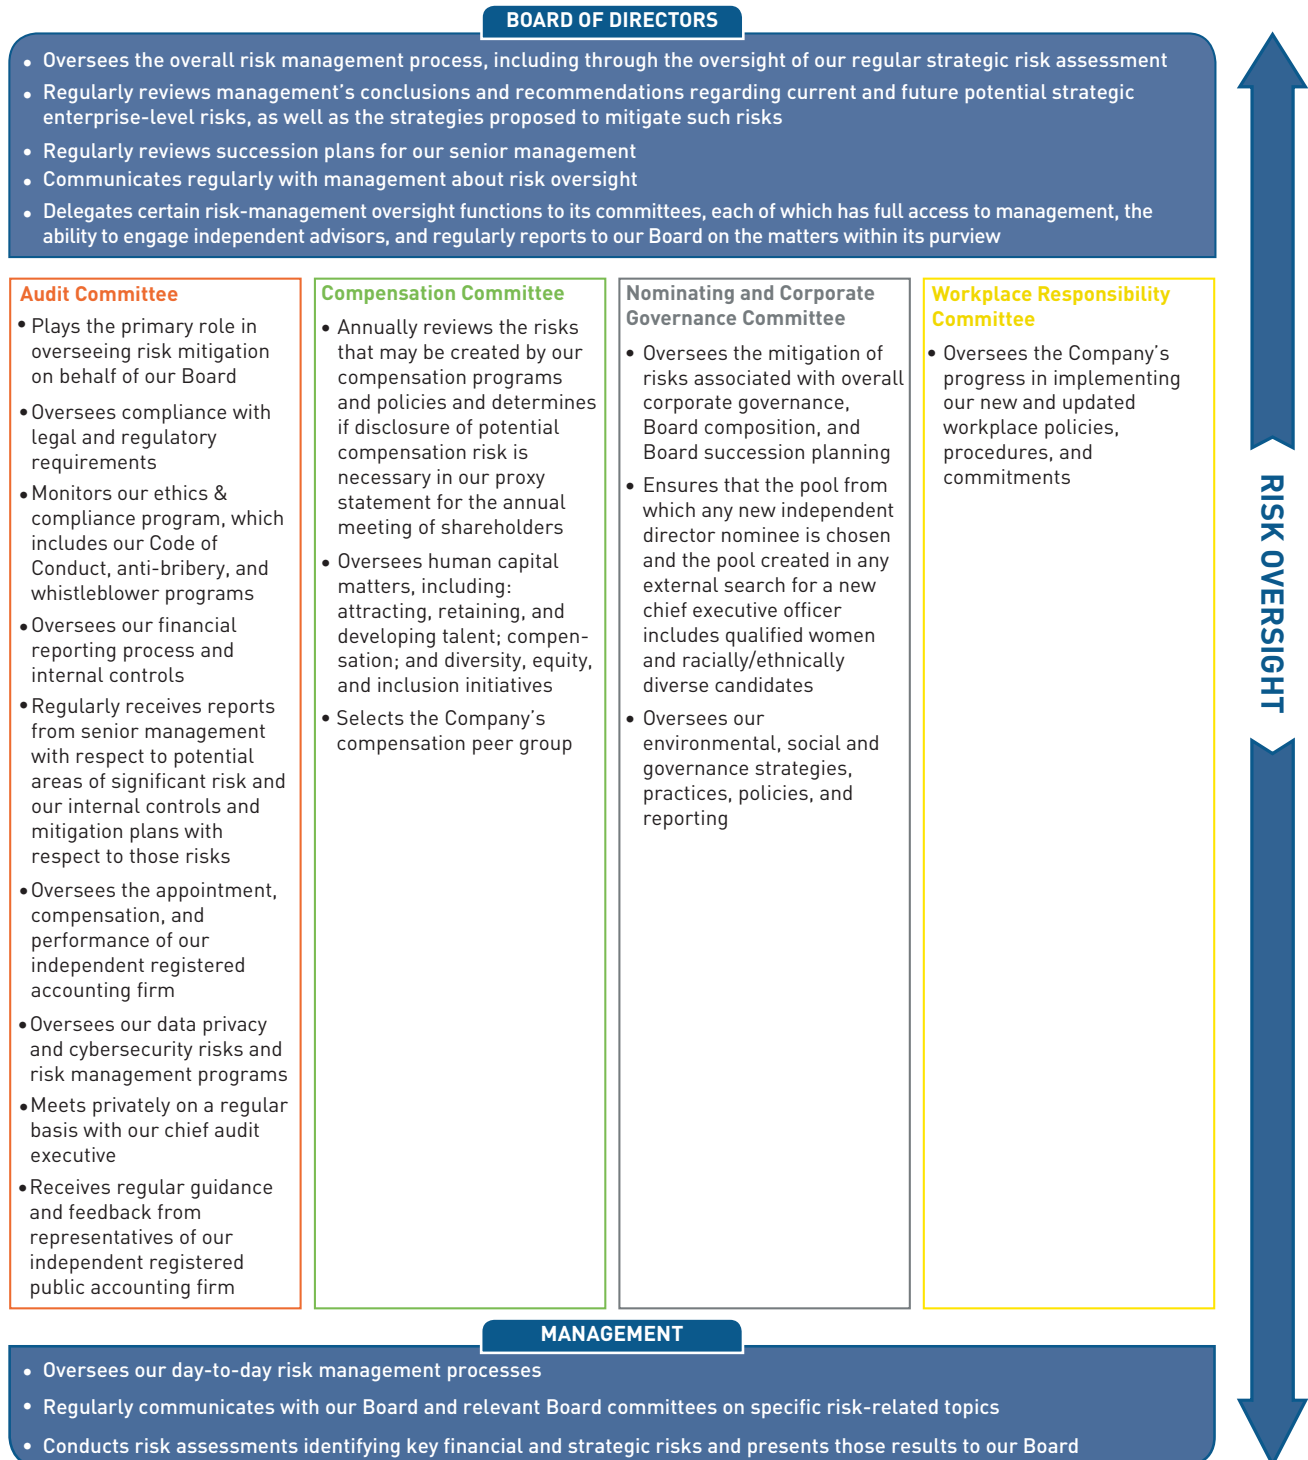 BOARD OF DIRECTORS
• Oversees the overall risk management process, including through the oversight of our regular strategic risk assessment
• Regularly reviews management’s conclusions and recommendations regarding current and future potential strategic
enterprise-level risks, as well as the strategies proposed to mitigate such risks
• Regularly reviews succession plans for our senior management
• Communicates regularly with management about risk oversight
• Delegates certain risk-management oversight functions to its committees, each of which has full access to management, the
ability to engage independent advisors, and regularly reports to our Board on the matters within its purview
Audit Committee
• Plays the primary role in
overseeing risk mitigation
on behalf of our Board
• Oversees compliance with
legal and regulatory
requirements
• Monitors our ethics &
compliance program, which
includes our Code of
Conduct, anti-bribery, and
whistleblower programs
• Oversees our financial
reporting process and
internal controls
• Regularly receives reports
from senior management
with respect to potential
areas of significant risk and
our internal controls and
mitigation plans with
respect to those risks
• Oversees the appointment,
compensation, and
performance of our
independent registered
accounting firm
• Oversees our data privacy
and cybersecurity risks and
risk management programs
• Meets privately on a regular
basis with our chief audit
executive
• Receives regular guidance
and feedback from
representatives of our
independent registered
public accounting firm
Compensation Committee
• Annually reviews the risks
that may be created by our
compensation programs
and policies and determines
if disclosure of potential
compensation risk is
necessary in our proxy
statement for the annual
meeting of shareholders
• Oversees human capital
matters, including:
attracting, retaining, and
developing talent; compen-
sation; and diversity, equity,
and inclusion initiatives
• Selects the Company’s
compensation peer group
Nominating and Corporate
Governance Committee
• Oversees the mitigation of
risks associated with overall
corporate governance,
Board composition, and
Board succession planning
• Ensures that the pool from
which any new independent
director nominee is chosen
and the pool created in any
external search for a new
chief executive officer
includes qualified women
and racially/ethnically
diverse candidates
• Oversees our
environmental, social and
governance strategies,
practices, policies, and
reporting
Workplace Responsibility
Committee
• Oversees the Company’s
progress in implementing
our new and updated
workplace policies,
procedures, and
commitments
RISK OVERSIGHT
MANAGEMENT
• Oversees our day-to-day risk management processes
• Regularly communicates with our Board and relevant Board committees on specific risk-related topics
• Conducts risk assessments identifying key financial and strategic risks and presents those results to our Board